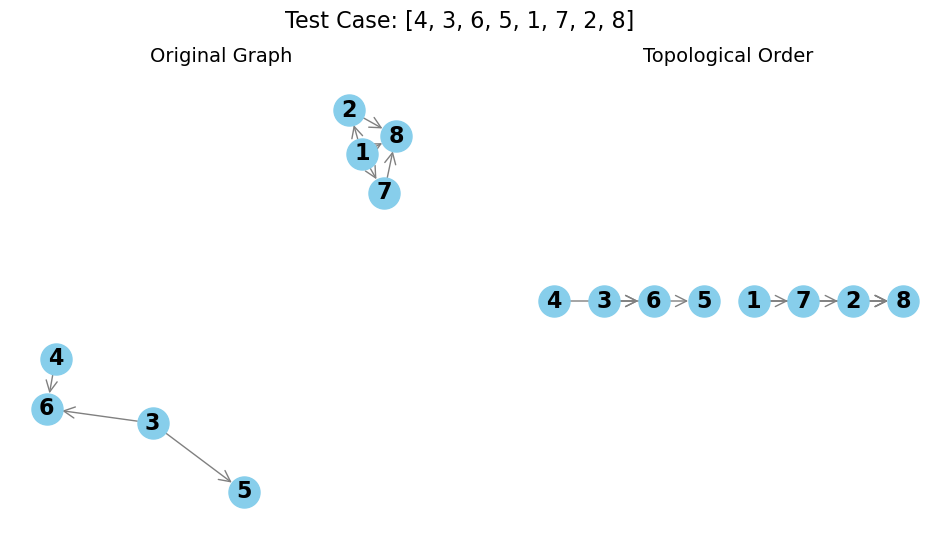 Test Case: [4, 3, 6, 5, 1, 7, 2, 8]
Original Graph
Topological Order
2
8
1
7
4 3 6 5 1 7 2 8
4
6
3
5